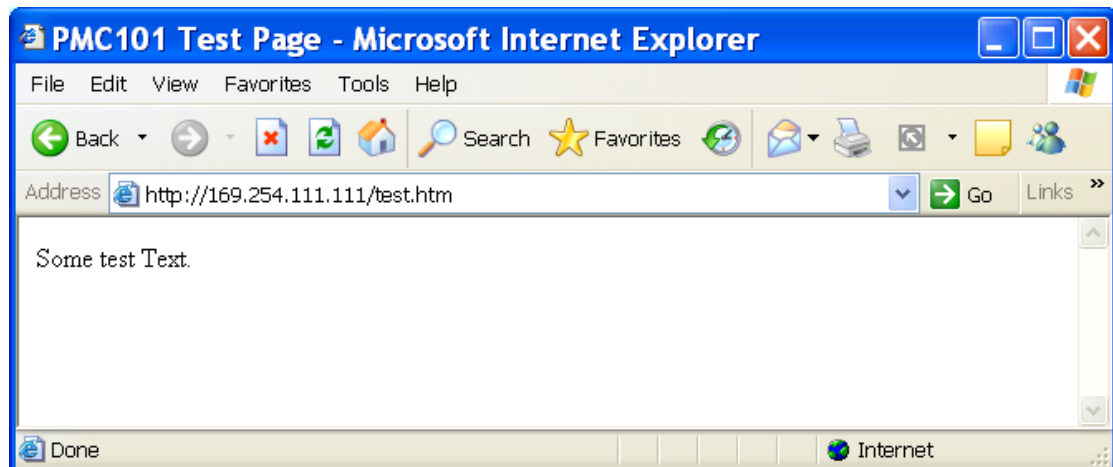 PMC101 Test Page - Microsoft Internet Explorer
File Edit View Favorites Tools Help
Back Search Favorites
Address http://169.254.111.111/test.htm Go Links »
Some test Text.
Done Internet